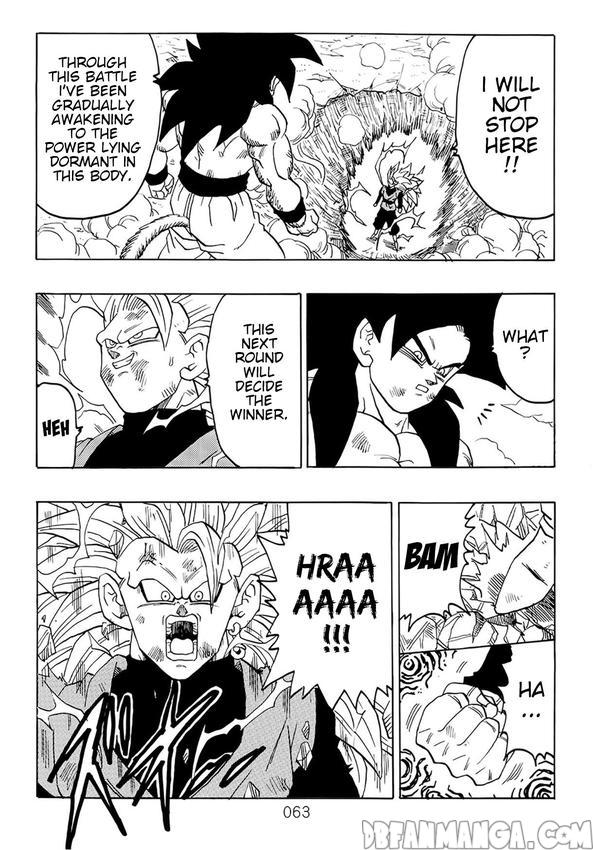 I WILL
NOT
STOP
HERE
!!
THROUGH
THIS BATTLE
I'VE BEEN
GRADUALLY
AWAKENING
TO THE
POWER LYING
DORMANT IN
THIS BODY.
WHAT
?
THIS
NEXT
ROUND
WILL
DECIDE
THE
WINNER.
HEH
BAM
HA
...
HRAA
AAAA
!!!
063
DBFANMANGA.COM